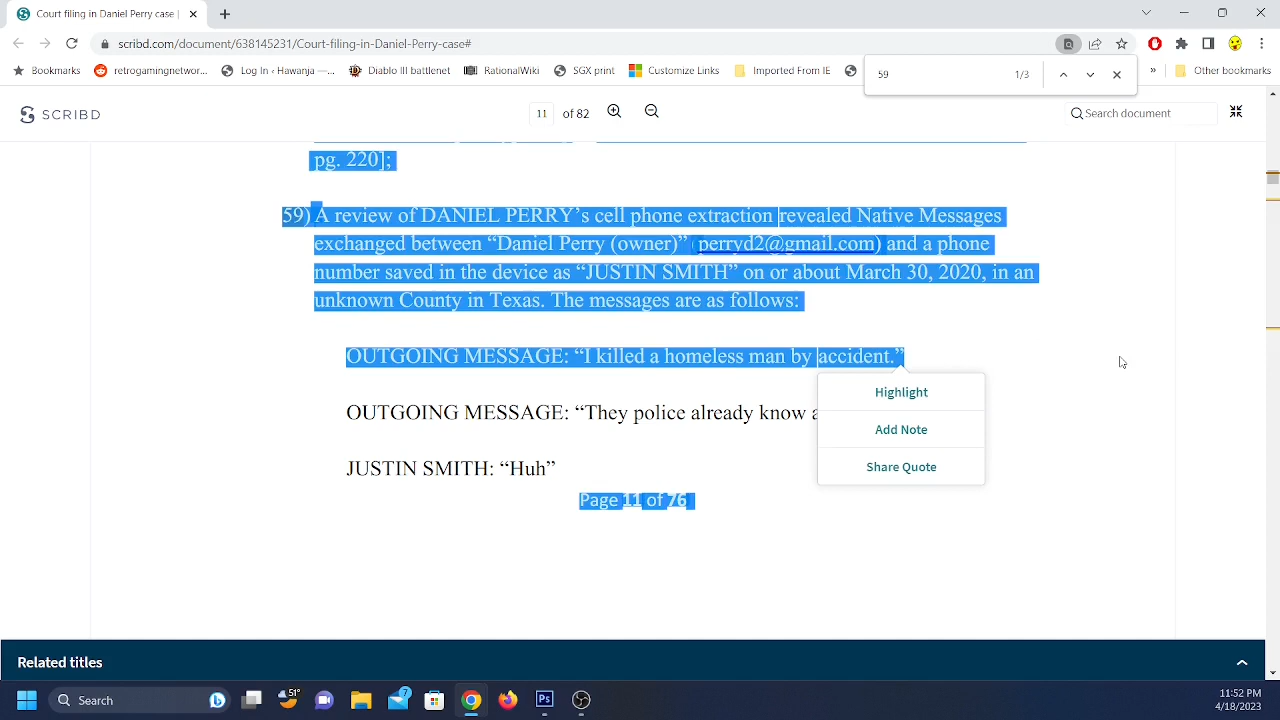 Court filing in Daniel Perry case |
scribd.com/document/638145231/Court-filing-in-Daniel-Perry-case#
Bookmarks retrogamingnetwor... Log In ‹ Hawanja —... Diablo III battlenet RationalWiki SGX print Customize Links Imported From IE » Other bookmarks
59 1/3
SCRIBD 11 of 82 Search document
pg. 220];
59) A review of DANIEL PERRY’s cell phone extraction revealed Native Messages
exchanged between “Daniel Perry (owner)” perryd2@gmail.com) and a phone
number saved in the device as “JUSTIN SMITH” on or about March 30, 2020, in an
unknown County in Texas. The messages are as follows:
OUTGOING MESSAGE: “I killed a homeless man by accident.”
Highlight
OUTGOING MESSAGE: “They police already know
Add Note
JUSTIN SMITH: “Huh”
Share Quote
Page 11 of 76
Related titles
Search 51° 7 Ps 11:52 PM
4/18/2023